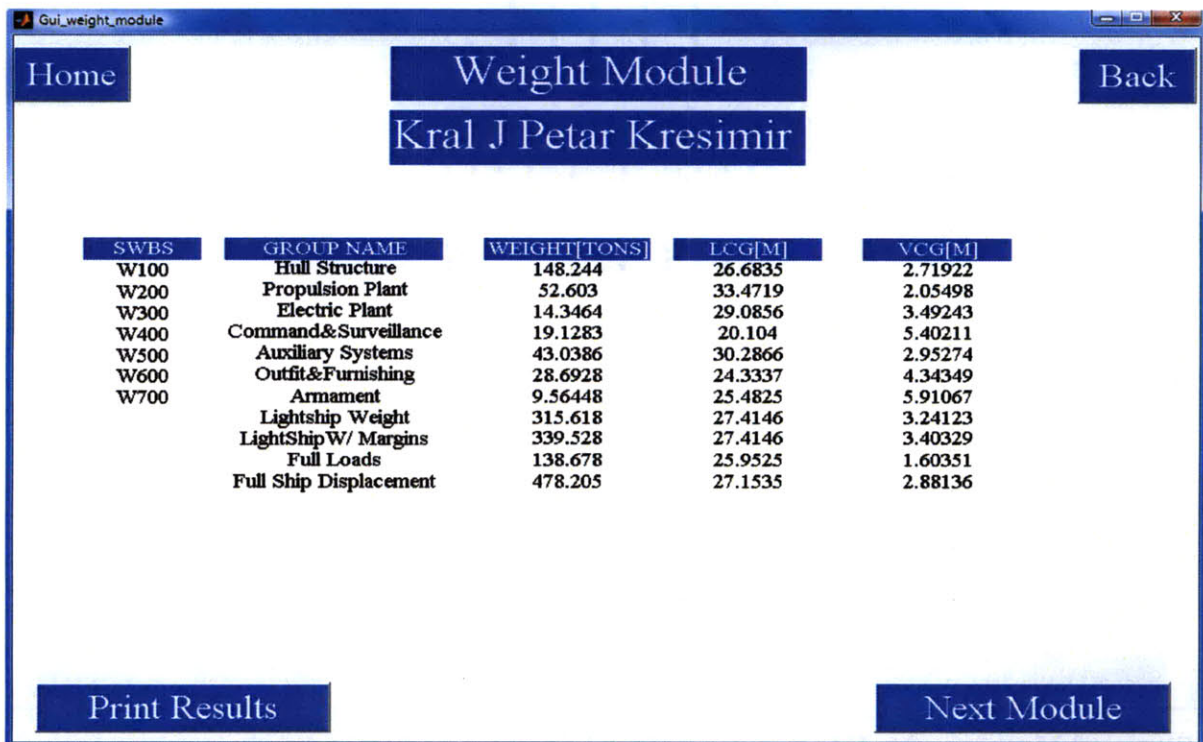 Gui_weight_module
Home
Weight Module
Back
Kral J Petar Kresimir
SWBS GROUP NAME WEIGHT[TONS] LCG[M] VCG[M]
W100 Hull Structure 148.244 26.6835 2.71922
W200 Propulsion Plant 52.603 33.4719 2.05498
W300 Electric Plant 14.3464 29.0856 3.49243
W400 Command&Surveillance 19.1283 20.104 5.40211
W500 Auxiliary Systems 43.0386 30.2866 2.95274
W600 Outfit&Furnishing 28.6928 24.3337 4.34349
W700 Armament 9.56448 25.4825 5.91067
Lightship Weight 315.618 27.4146 3.24123
LightShipW/ Margins 339.528 27.4146 3.40329
Full Loads 138.678 25.9525 1.60351
Full Ship Displacement 478.205 27.1535 2.88136
Print Results
Next Module